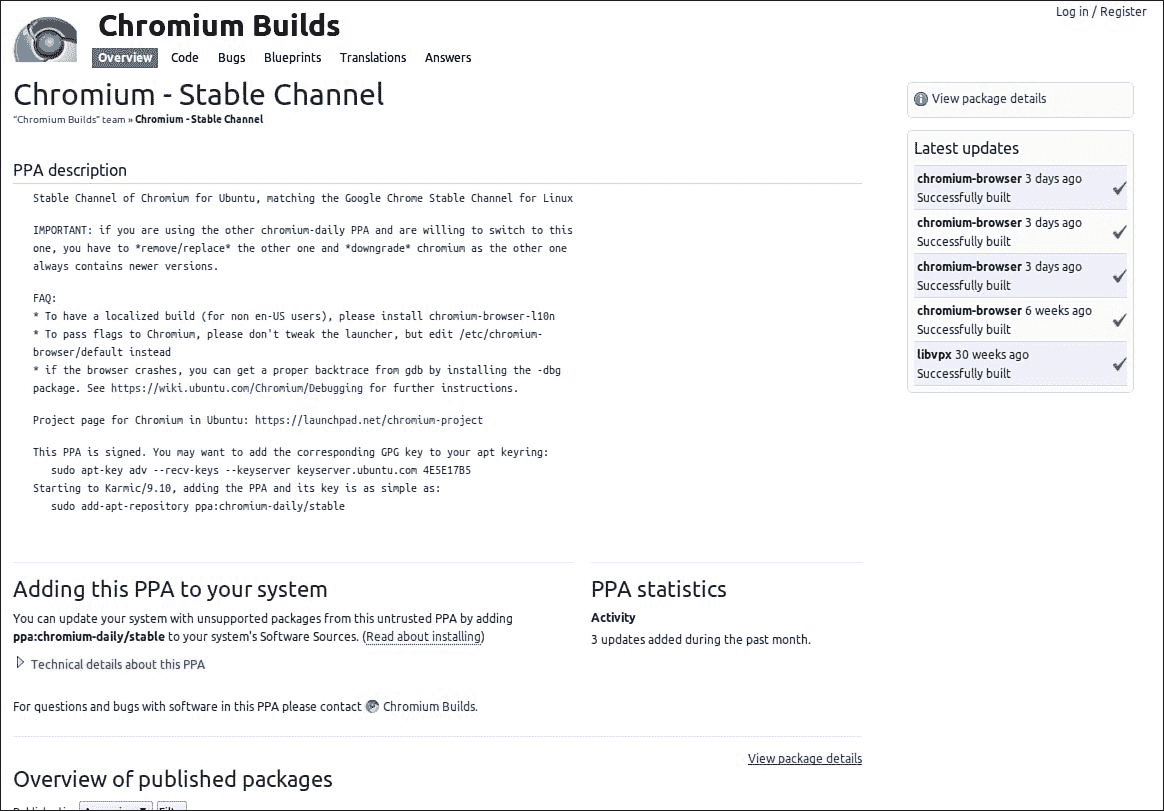 Log in / Register
Chromium Builds
Overview Code Bugs Blueprints Translations Answers
Chromium - Stable Channel
"Chromium Builds" team » Chromium - Stable Channel
PPA description
Stable Channel of Chromium for Ubuntu, matching the Google Chrome Stable Channel for Linux
IMPORTANT: if you are using the other chromium-daily PPA and are willing to switch to this
one, you have to *remove/replace* the other one and *downgrade* chromium as the other one
always contains newer versions.
FAQ:
* To have a localized build (for non en-US users), please install chromium-browser-l10n
* To pass flags to Chromium, please don't tweak the launcher, but edit /etc/chromium-
browser/default instead
* if the browser crashes, you can get a proper backtrace from gdb by installing the -dbg
package. See https://wiki.ubuntu.com/Chromium/Debugging for further instructions.
Project page for Chromium in Ubuntu: https://launchpad.net/chromium-project
This PPA is signed. You may want to add the corresponding GPG key to your apt keyring:
sudo apt-key adv --recv-keys --keyserver keyserver.ubuntu.com 4E5E17B5
Starting to Karmic/9.10, adding the PPA and its key is as simple as:
sudo add-apt-repository ppa:chromium-daily/stable
View package details
Latest updates
chromium-browser 3 days ago
Successfully built
chromium-browser 3 days ago
Successfully built
chromium-browser 3 days ago
Successfully built
chromium-browser 6 weeks ago
Successfully built
libvpx 30 weeks ago
Successfully built
Adding this PPA to your system
You can update your system with unsupported packages from this untrusted PPA by adding
ppa:chromium-daily/stable to your system's Software Sources. (Read about installing)
Technical details about this PPA
For questions and bugs with software in this PPA please contact Chromium Builds.
PPA statistics
Activity
3 updates added during the past month.
View package details
Overview of published packages